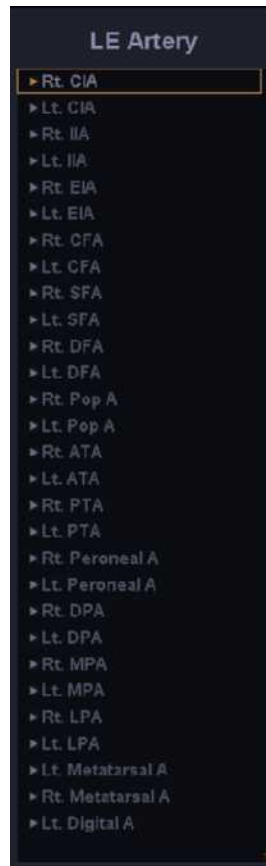 LE Artery
Rt. CIA
Lt. CIA
Rt. IIA
Lt. IIA
Rt. EIA
Lt. EIA
Rt. CFA
Lt. CFA
Rt. SFA
Lt. SFA
Rt. DFA
Lt. DFA
Rt. Pop A
Lt. Pop A
Rt. ATA
Lt. ATA
Rt. PTA
Lt. PTA
Rt. Peroneal A
Lt. Peroneal A
Rt. DPA
Lt. DPA
Rt. MPA
Lt. MPA
Rt. LPA
Lt. LPA
Lt. Metatarsal A
Rt. Metatarsal A
Lt. Digital A